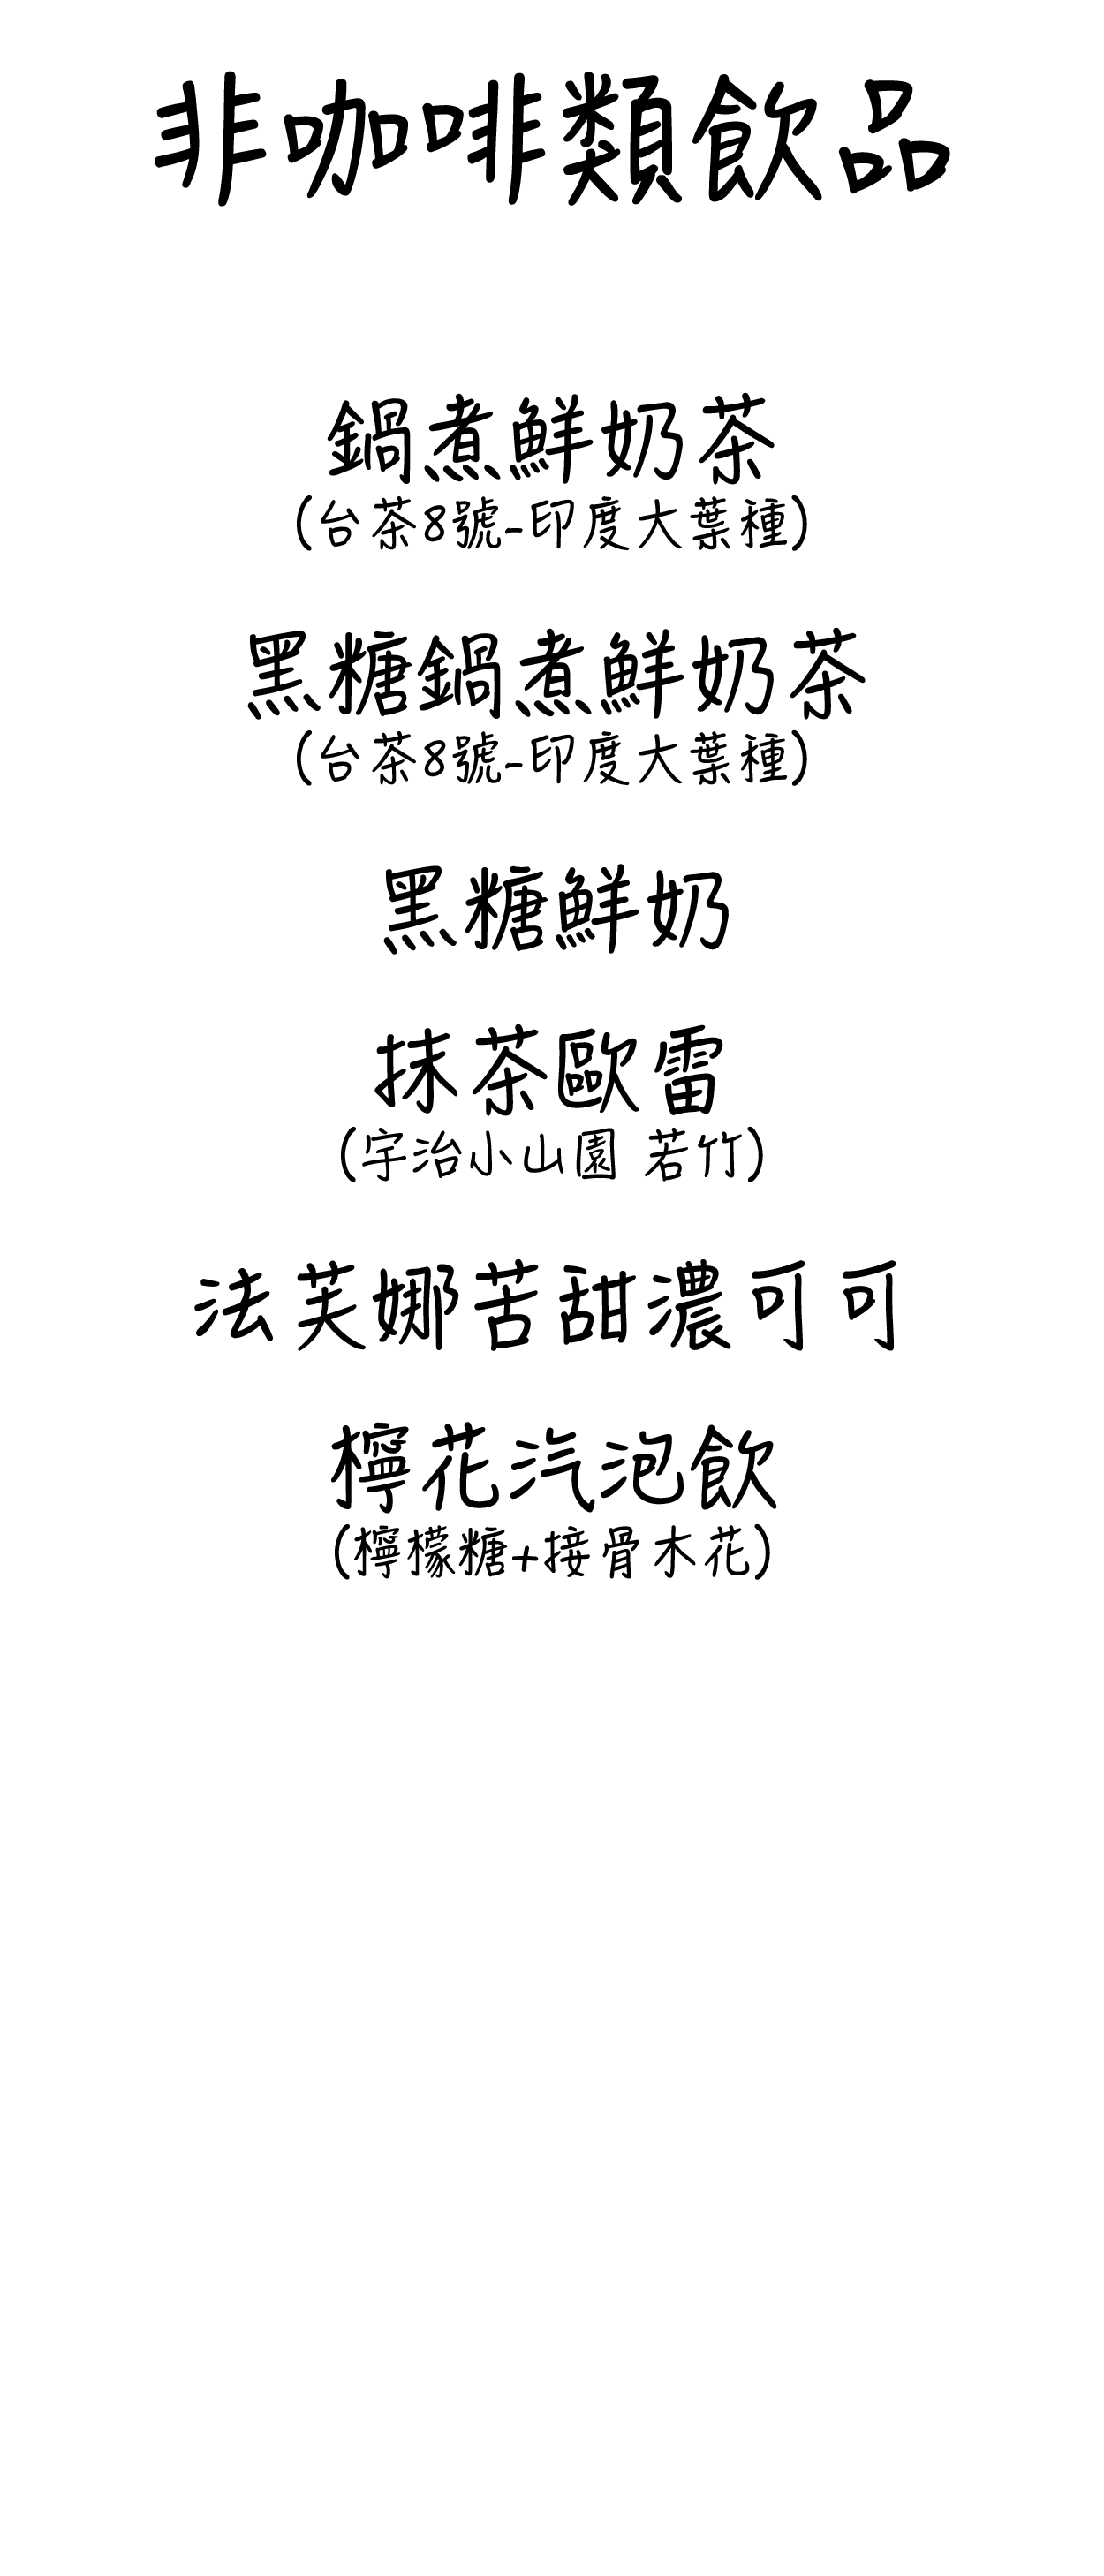 非咖啡類飲品
鍋煮鮮奶茶
(台茶8號-印度大葉種)
黑糖鍋煮鮮奶茶
(台茶8號-印度大葉種)
黑糖鮮奶
抹茶歐雷
(宇治小山園 若竹)
法芙娜苦甜濃可可
檸花汽泡飲
(檸檬糖+接骨木花)